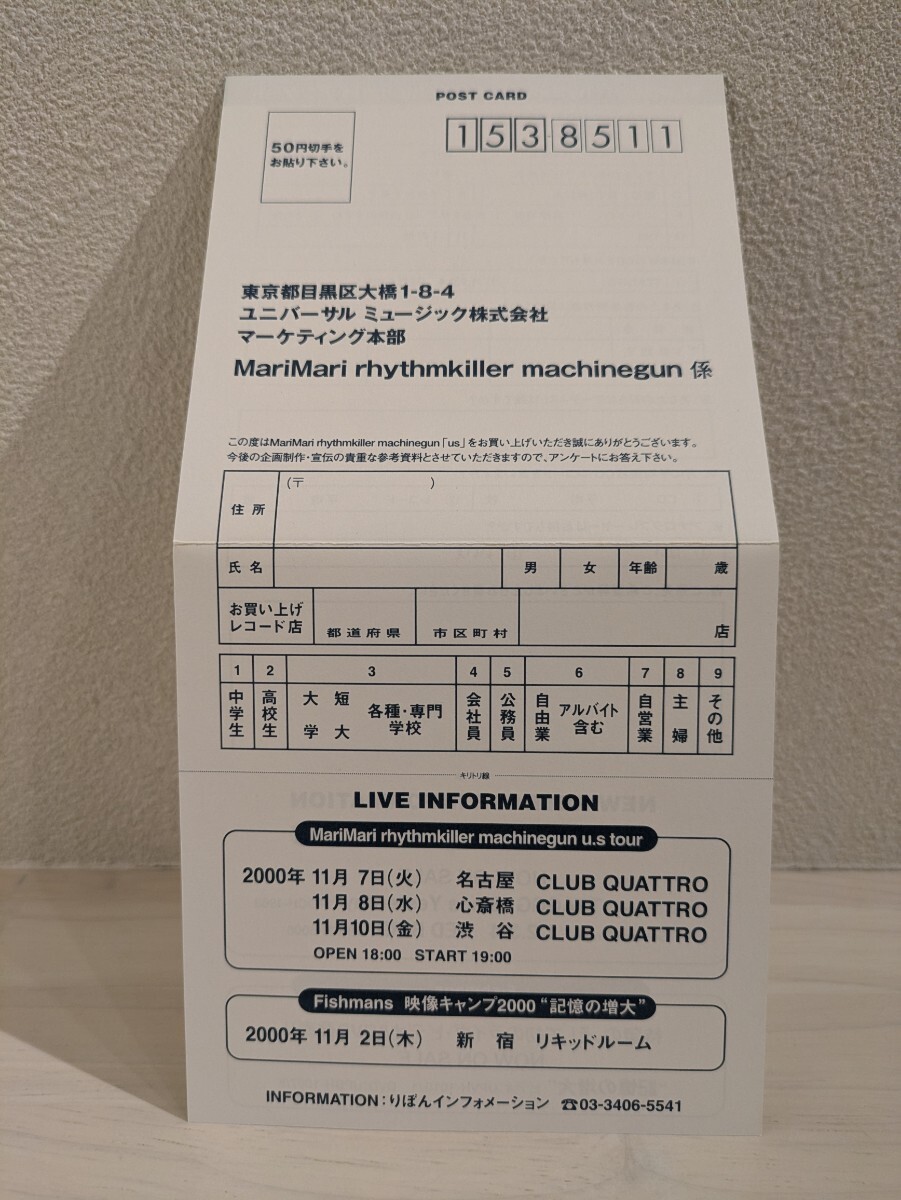 POST CARD
50円切手を
お貼り下さい。
1538511
東京都目黒区大橋1-8-4
ユニバーサル ミュージック株式会社
マーケティング本部
MariMari rhythmkiller machinegun 係
この度はMariMari rhythmkiller machinegun「us」をお買い上げいただき誠にありがとうございます。
今後の企画制作・宣伝の貴重な参考資料とさせていただきますので、アンケートにお答え下さい。
住所 (〒 )
氏名 男 女 年齢 歳
お買い上げ
レコード店 都道府県 市区町村 店
1 2 3 4 5 6 7 8 9
中学生 高校生 大学 短大 各種・専門学校 会社員 公務員 自由業 アルバイト含む 自営業 主婦 その他
キリトリ線
LIVE INFORMATION
MariMari rhythmkiller machinegun u.s tour
2000年 11月 7日(火) 名古屋 CLUB QUATTRO
11月 8日(水) 心斎橋 CLUB QUATTRO
11月10日(金) 渋谷 CLUB QUATTRO
OPEN 18:00 START 19:00
Fishmans 映像キャンプ2000 “記憶の増大”
2000年 11月 2日(木) 新宿 リキッドルーム
INFORMATION：りぽんインフォメーション ☎03-3406-5541